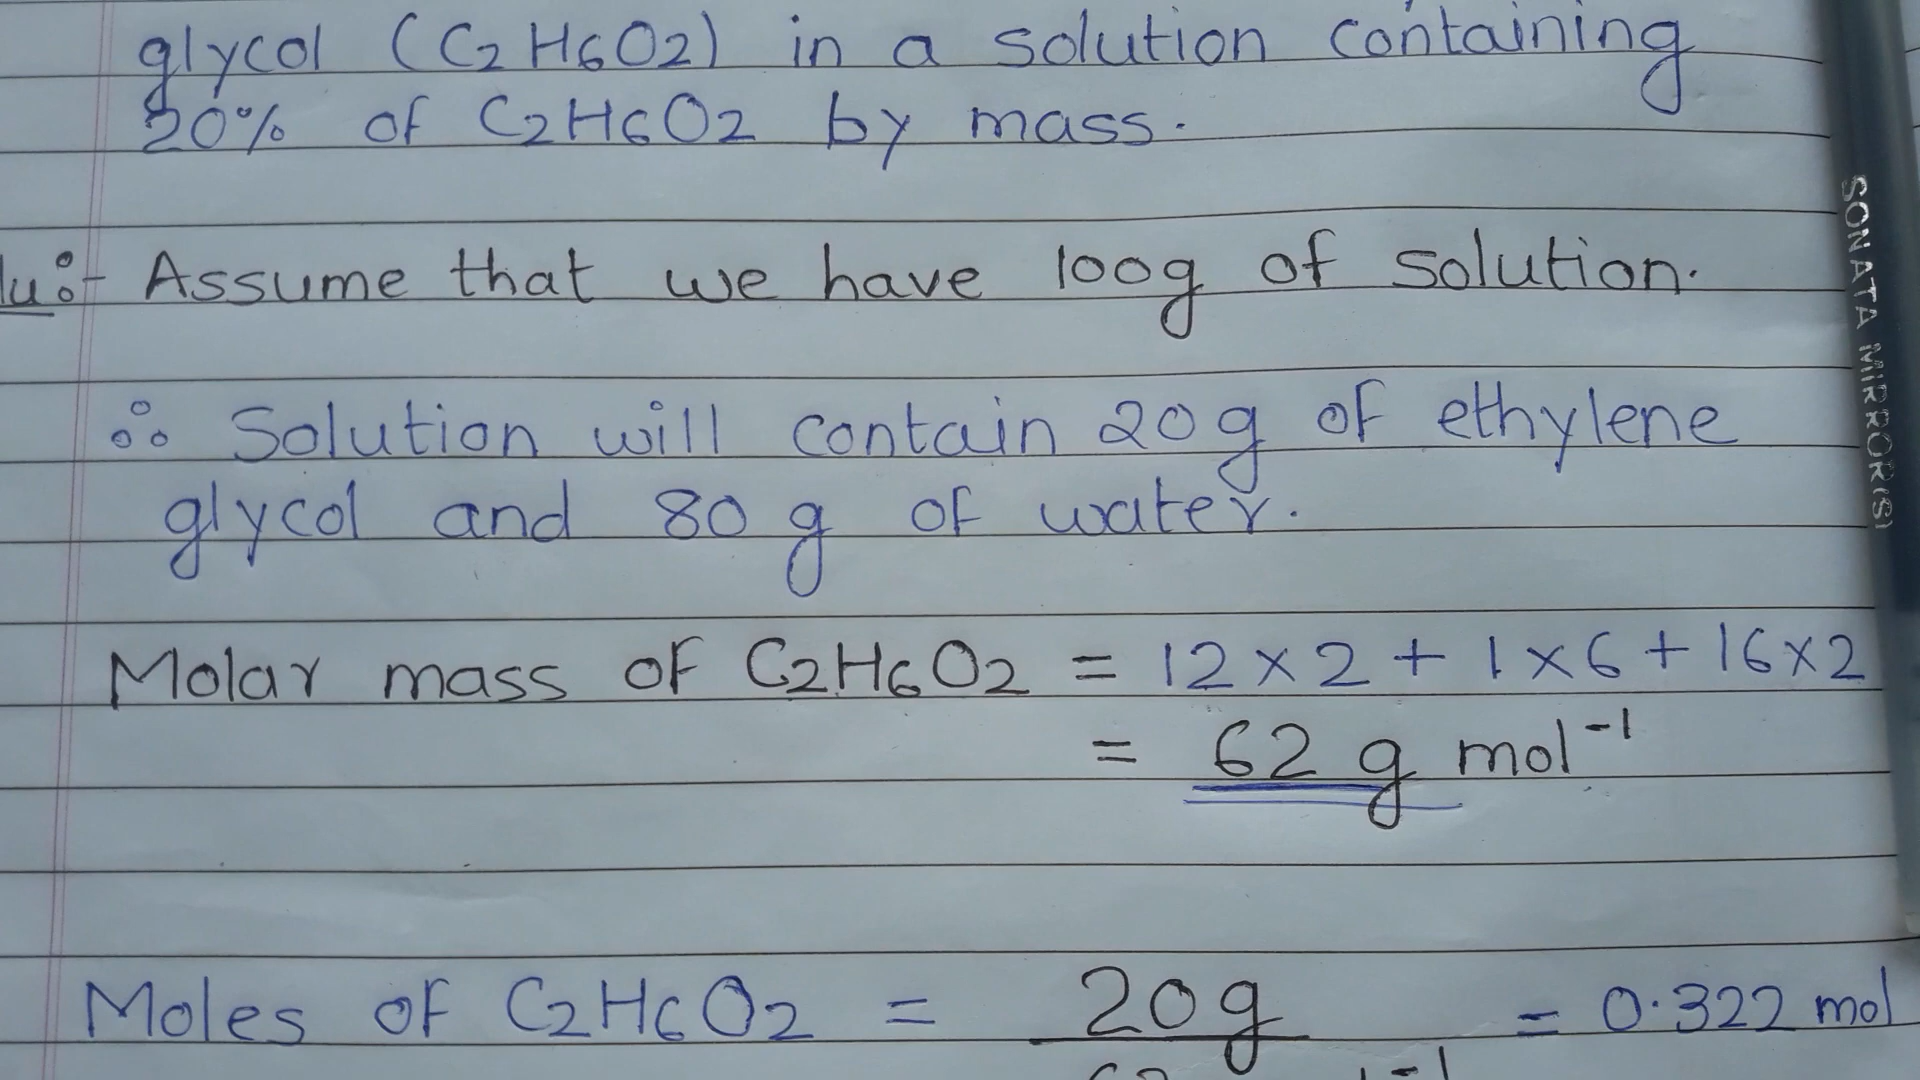 glycol (C2H6O2) in a solution containing
20% of C2H6O2 by mass.
lu:- Assume that we have 100g of solution.
∴ Solution will contain 20g of ethylene
glycol and 80 g of water.
Molar mass of C2H6O2 = 12×2 + 1×6 + 16×2
= 62 g mol⁻¹
Moles of C2H6O2 = 20g = 0.322 mol
SONATA MIRROR(S)